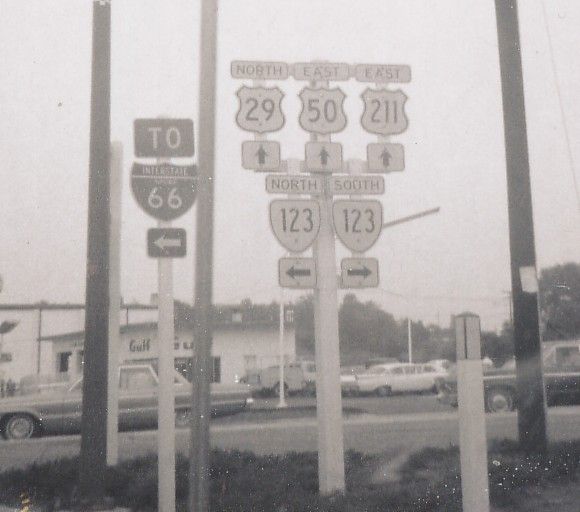 TO
INTERSTATE
66
NORTH
29
EAST
50
EAST
211
NORTH
123
SOUTH
123
Gulf